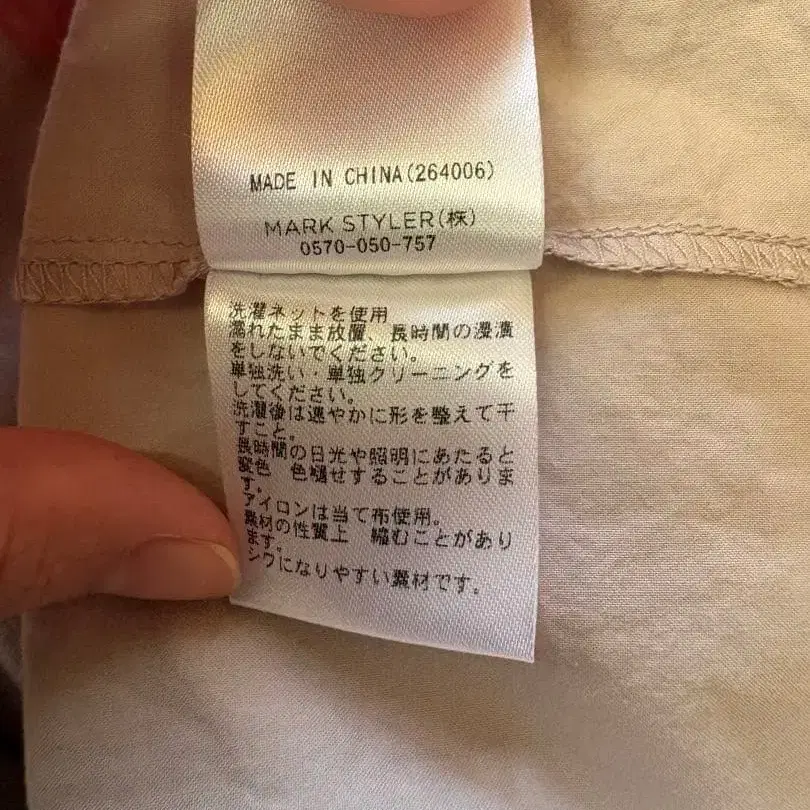 MADE IN CHINA(264006)
MARK STYLER(株)
0570-050-757
洗濯ネットを使用
濡れたまま放置、長時間の浸漬
をしないでください。
単独洗い・単独クリーニングを
してください。
洗濯後は速やかに形を整えて干
すこと。
長時間の日光や照明にあたると
変色 色褪せすることがありま
す。
アイロンは当て布使用。
素材の性質上 縮むことがあり
ます。
シワになりやすい素材です。